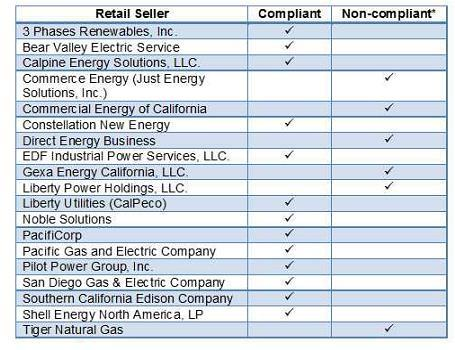 Retail Seller Compliant Non-compliant*
3 Phases Renewables, Inc. ✓
Bear Valley Electric Service ✓
Calpine Energy Solutions, LLC. ✓
Commerce Energy (Just Energy ✓
Solutions, Inc.)
Commercial Energy of California ✓
Constellation New Energy ✓
Direct Energy Business ✓
EDF Industrial Power Services, LLC. ✓
Gexa Energy California, LLC. ✓
Liberty Power Holdings, LLC. ✓
Liberty Utilities (CalPeco) ✓
Noble Solutions ✓
PacifiCorp ✓
Pacific Gas and Electric Company ✓
Pilot Power Group, Inc. ✓
San Diego Gas & Electric Company ✓
Southern California Edison Company ✓
Shell Energy North America, LP ✓
Tiger Natural Gas ✓